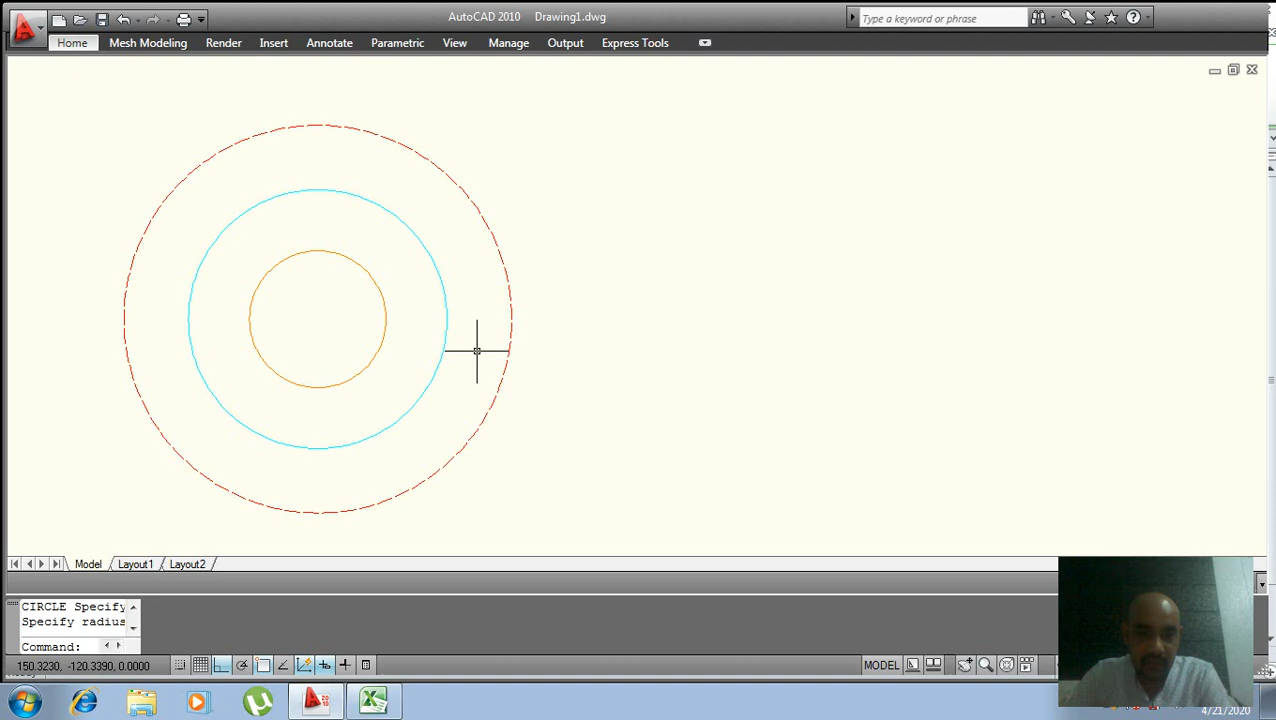 AutoCAD 2010 Drawing1.dwg
Type a keyword or phrase
Home Mesh Modeling Render Insert Annotate Parametric View Manage Output Express Tools
Model Layout1 Layout2
CIRCLE Specify
Specify radius
Command:
150.3230, -120.3390, 0.0000
MODEL
4/21/2020